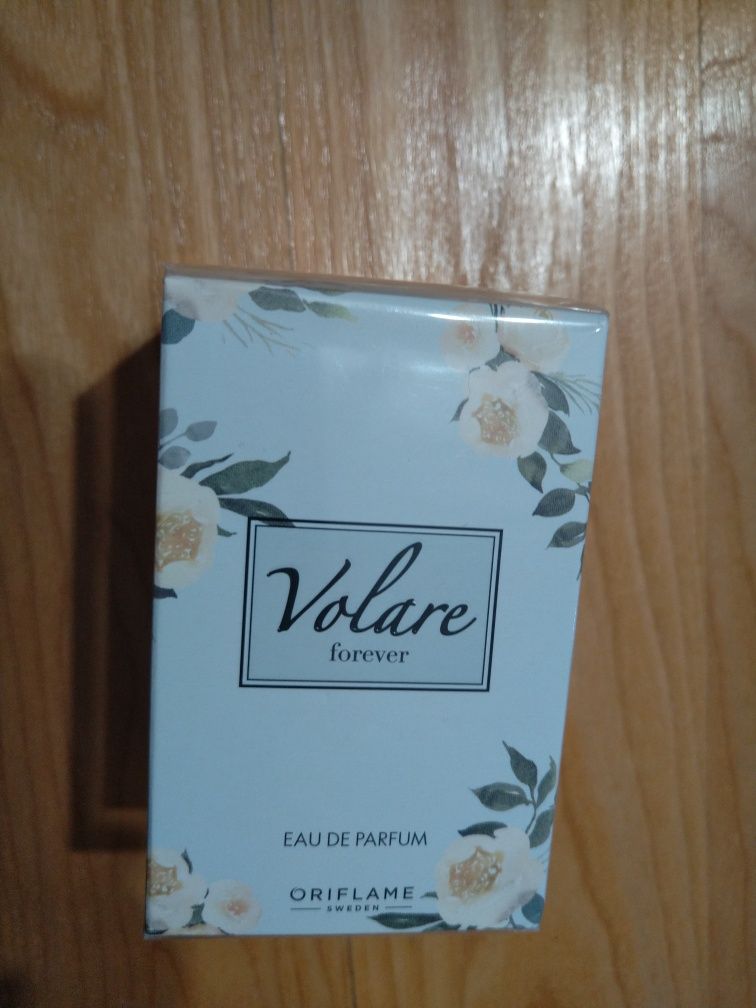 Volare
forever
EAU DE PARFUM
ORIFLAME
SWEDEN